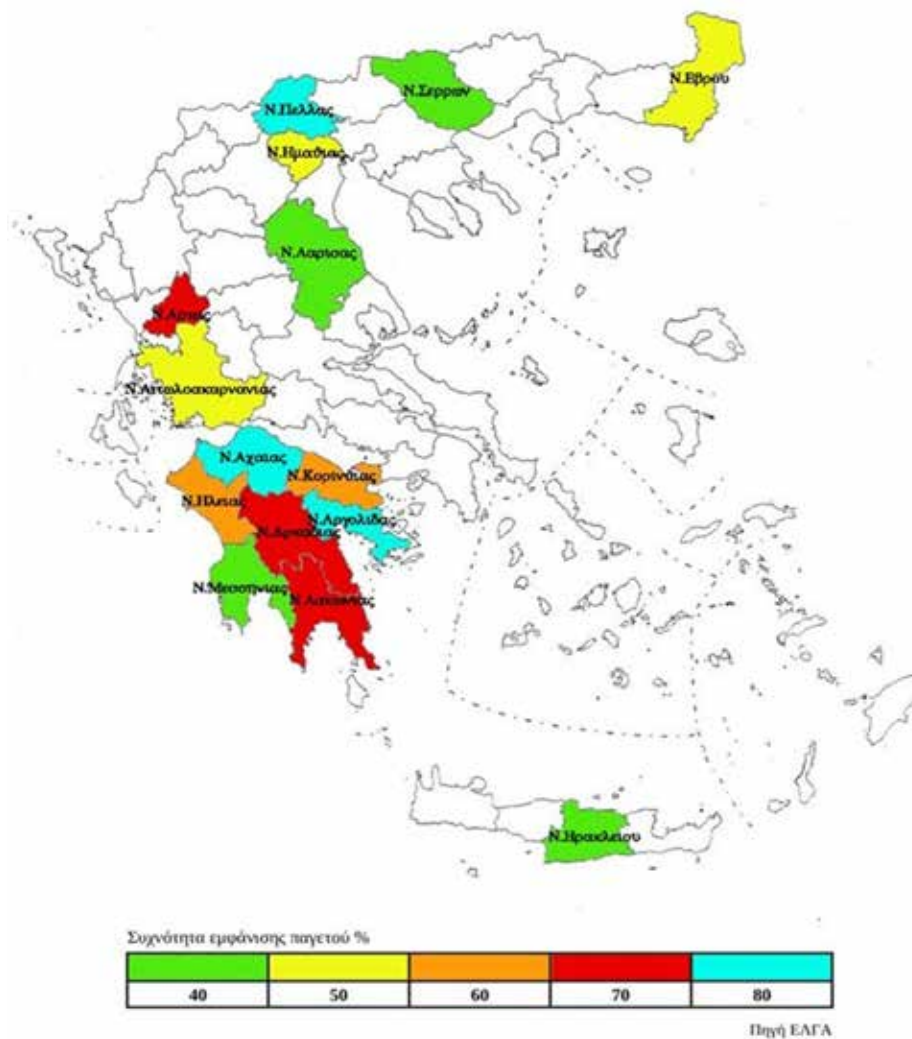 Ν.Εβρου
Ν.Σερρων
Ν.Πελλας
Ν.Ημαθιας
Ν.Λαρισας
Ν.Αρτας
Ν.Αιτωλοακαρνανιας
Ν.Αχαιας
Ν.Κορινθιας
Ν.Ηλειας
Ν.Αργολιδας
Ν.Αρκαδιας
Ν.Μεσσηνιας
Ν.Λακωνιας
Ν.Ηρακλειου
Συχνότητα εμφάνισης παγετού %
40 50 60 70 80
Πηγή ΕΛΓΑ